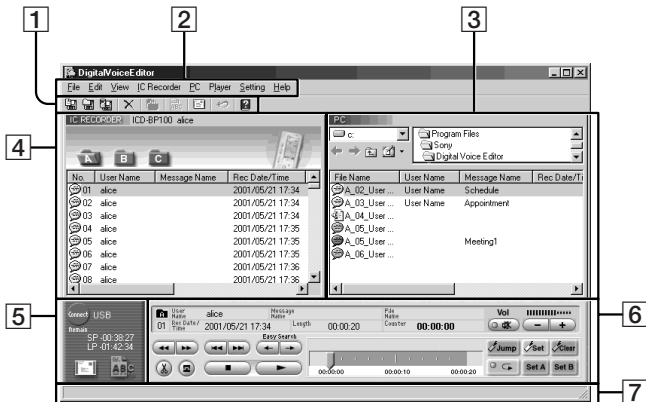 1
2
3
DigitalVoiceEditor
File Edit View IC Recorder PC Player Setting Help
4
IC RECORDER ICD-BP100 alice
PC
c:
Program Files
Sony
Digital Voice Editor
A B C
No. User Name Message Name Rec Date/Time
File Name User Name Message Name Rec Date/Ti
01 alice 2001/05/21 17:34
02 alice 2001/05/21 17:34
03 alice 2001/05/21 17:34
04 alice 2001/05/21 17:35
05 alice 2001/05/21 17:35
06 alice 2001/05/21 17:35
07 alice 2001/05/21 17:36
08 alice 2001/05/21 17:36
A_02_User ... User Name Schedule
A_03_User ... User Name Appointment
A_04_User ...
A_05_User ...
A_05_User ... Meeting1
A_06_User ...
5
Connect USB
Remain
SP -00:38:27
LP -01:42:34
ABC
A User Name alice Message Name File Name
01 Rec Date/Time 2001/05/21 17:34 Length 00:00:20 Counter 00:00:00
Easy Search
00:00:00 00:00:10 00:00:20
Vol
- +
6
Jump Set Clear
Set A Set B
7